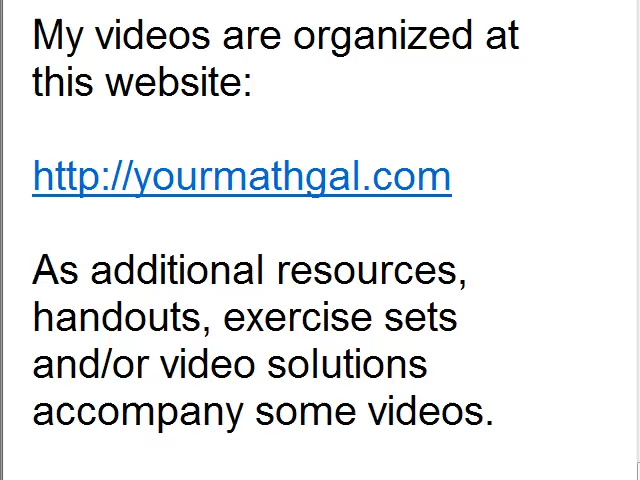 My videos are organized at
this website:
http://yourmathgal.com
As additional resources,
handouts, exercise sets
and/or video solutions
accompany some videos.